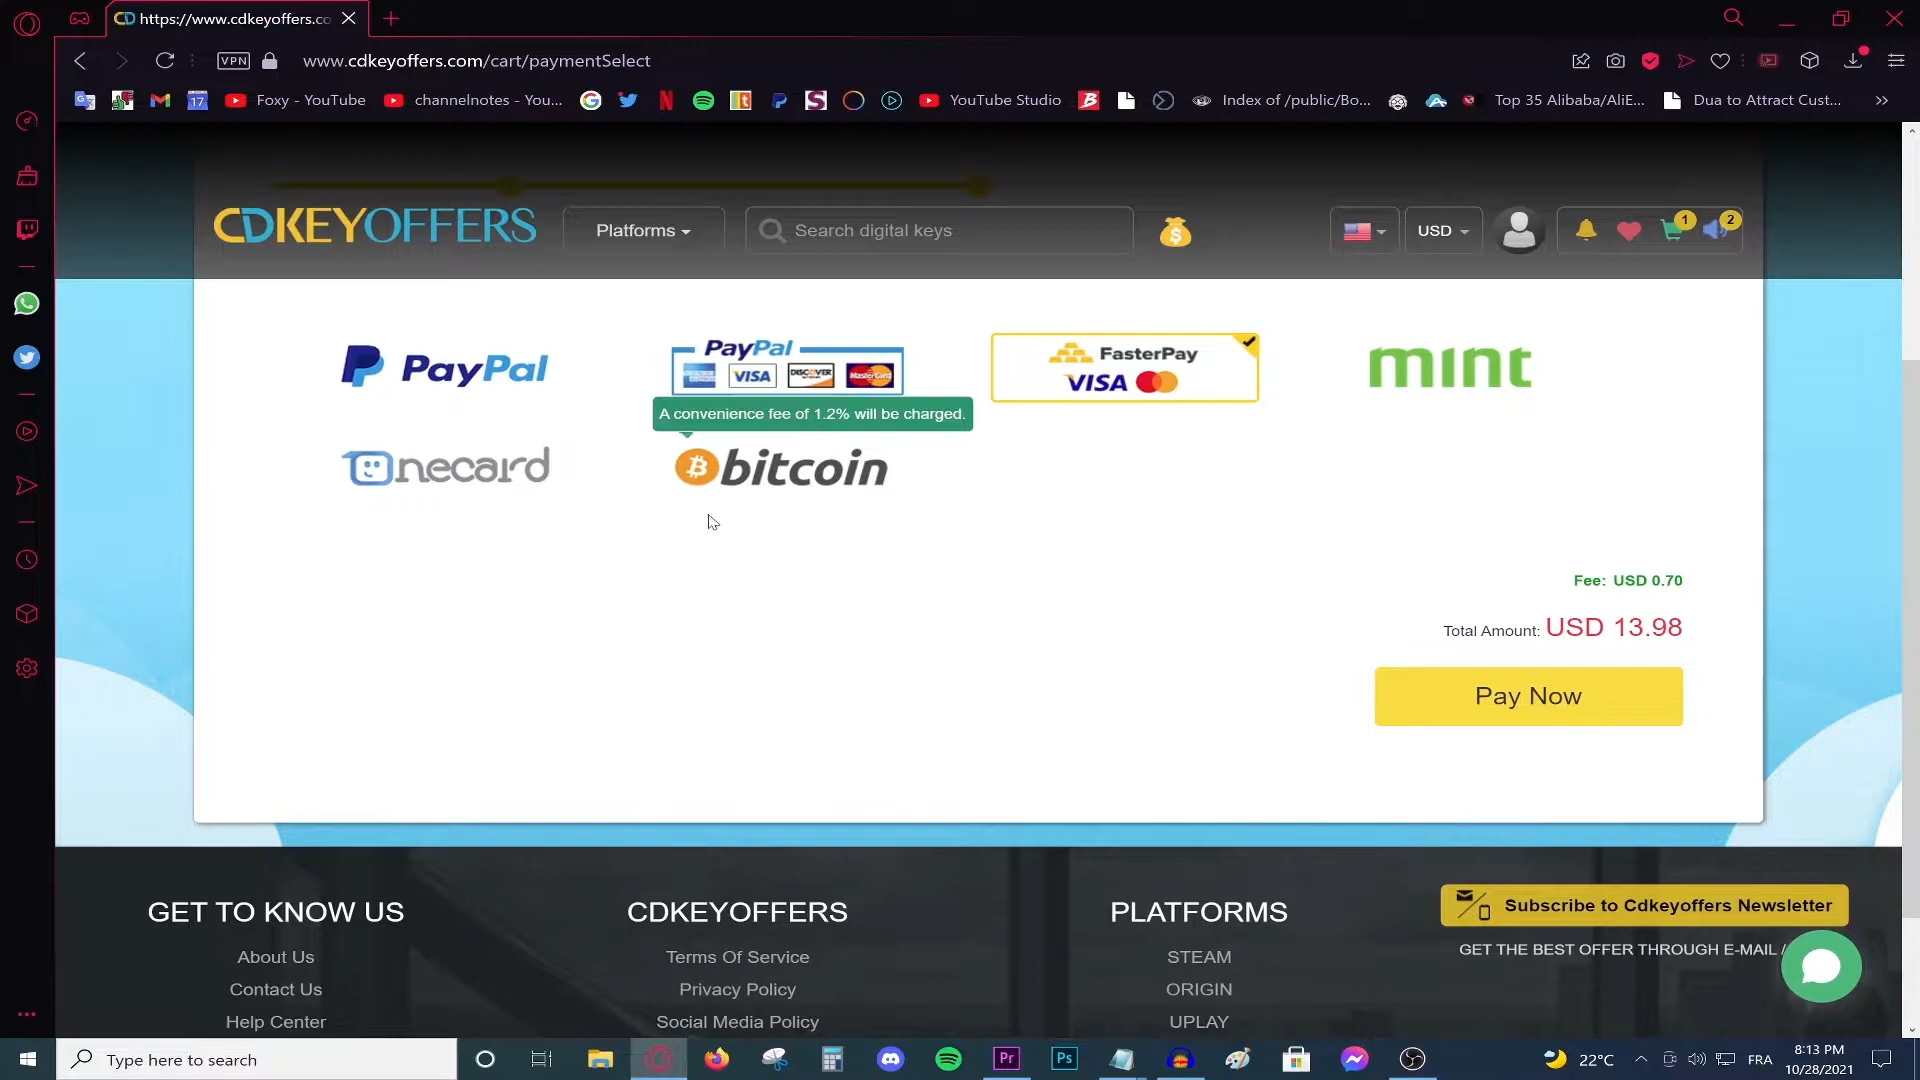 https://www.cdkeyoffers.co
VPN
www.cdkeyoffers.com/cart/paymentSelect
17
Foxy - YouTube
channelnotes - You...
YouTube Studio
Index of /public/Bo...
Top 35 Alibaba/AliE...
Dua to Attract Cust...
CDKEYOFFERS
Platforms
Search digital keys
USD
1
2
PayPal
PayPal
VISA
DISCOVER
MasterCard
FasterPay
VISA
mint
A convenience fee of 1.2% will be charged.
onecard
bitcoin
Fee: USD 0.70
Total Amount: USD 13.98
Pay Now
GET TO KNOW US
About Us
Contact Us
Help Center
CDKEYOFFERS
Terms Of Service
Privacy Policy
Social Media Policy
PLATFORMS
STEAM
ORIGIN
UPLAY
Subscribe to Cdkeyoffers Newsletter
GET THE BEST OFFER THROUGH E-MAIL /
Type here to search
Pr
Ps
22°C
FRA
8:13 PM
10/28/2021